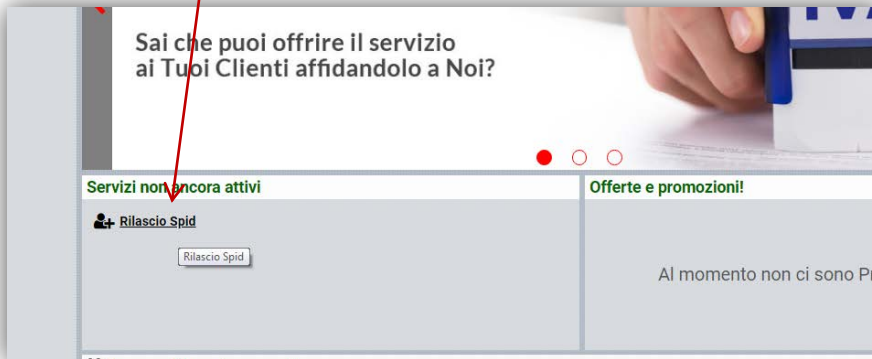 Sai che puoi offrire il servizio
ai Tuoi Clienti affidandolo a Noi?
Servizi non ancora attivi
Offerte e promozioni!
Rilascio Spid
Rilascio Spid
Al momento non ci sono